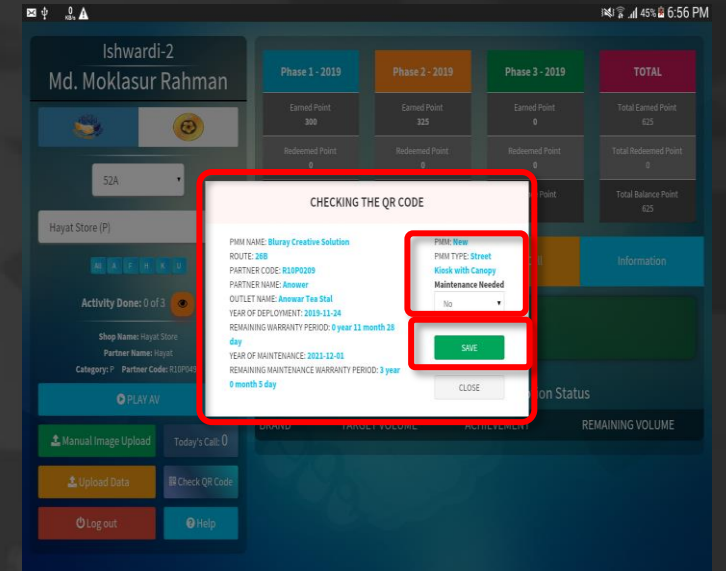 0
KB/s
45% 6:56 PM
Ishwardi-2
Md. Moklasur Rahman
52A
Hayat Store (P)
All A F H K U
Activity Done: 0 of 3
Shop Name: Hayat Store
Partner Name: Hayat
Category: P Partner Code: R10P049
PLAY AV
Manual Image Upload
Today's Call: 0
Upload Data
Check QR Code
Log out
Help
Phase 1 - 2019
Phase 2 - 2019
Phase 3 - 2019
TOTAL
Earned Point
300
Earned Point
325
Earned Point
0
Total Earned Point
625
Redeemed Point
0
Redeemed Point
0
Redeemed Point
0
Total Redeemed Point
0
Point
Total Balance Point
625
Information
CHECKING THE QR CODE
PMM NAME: Bluray Creative Solution
ROUTE: 26B
PARTNER CODE: R10P0209
PARTNER NAME: Anower
OUTLET NAME: Anowar Tea Stal
YEAR OF DEPLOYMENT: 2019-11-24
REMAINING WARRANTY PERIOD: 0 year 11 month 28
day
YEAR OF MAINTENANCE: 2021-12-01
REMAINING MAINTENANCE WARRANTY PERIOD: 3 year
0 month 5 day
PMM: New
PMM TYPE: Street
Kiosk with Canopy
Maintenance Needed
No
SAVE
CLOSE
on Status
BRAND TARGET VOLUME ACHIEVEMENT REMAINING VOLUME